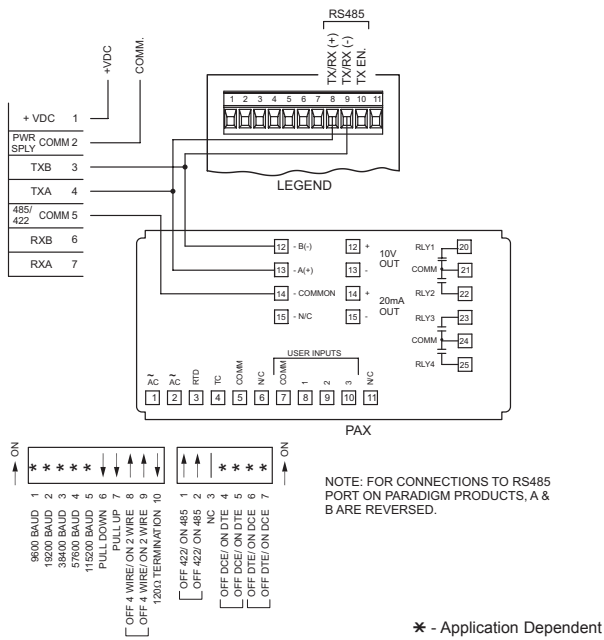 RS485
TX/RX (+)
TX/RX (-)
TX EN.
+VDC
COMM.
1 2 3 4 5 6 7 8 9 10 11
LEGEND
+ VDC 1
PWR SPLY COMM 2
TXB 3
TXA 4
485/ 422 COMM 5
RXB 6
RXA 7
12 - B(-)
13 - A(+)
14 - COMMON
15 - N/C
12 +
13 -
10V OUT
14 +
15 -
20mA OUT
RLY1 20
COMM 21
RLY2 22
RLY3 23
COMM 24
RLY4 25
USER INPUTS
~ AC
~ AC
RTD
TC
COMM
N/C
COMM
1
2
3
N/C
1 2 3 4 5 6 7 8 9 10 11
PAX
ON
* * * * *
9600 BAUD 1
19200 BAUD 2
38400 BAUD 3
57600 BAUD 4
115200 BAUD 5
PULL DOWN 6
PULL UP 7
OFF 4 WIRE/ ON 2 WIRE 8
OFF 4 WIRE/ ON 2 WIRE 9
120Ω TERMINATION 10
ON
* * * *
OFF 422/ ON 485 1
OFF 422/ ON 485 2
NC 3
OFF DCE/ ON DTE 4
OFF DCE/ ON DTE 5
OFF DTE/ ON DCE 6
OFF DTE/ ON DCE 7
NOTE: FOR CONNECTIONS TO RS485
PORT ON PARADIGM PRODUCTS, A &
B ARE REVERSED.
* - Application Dependent